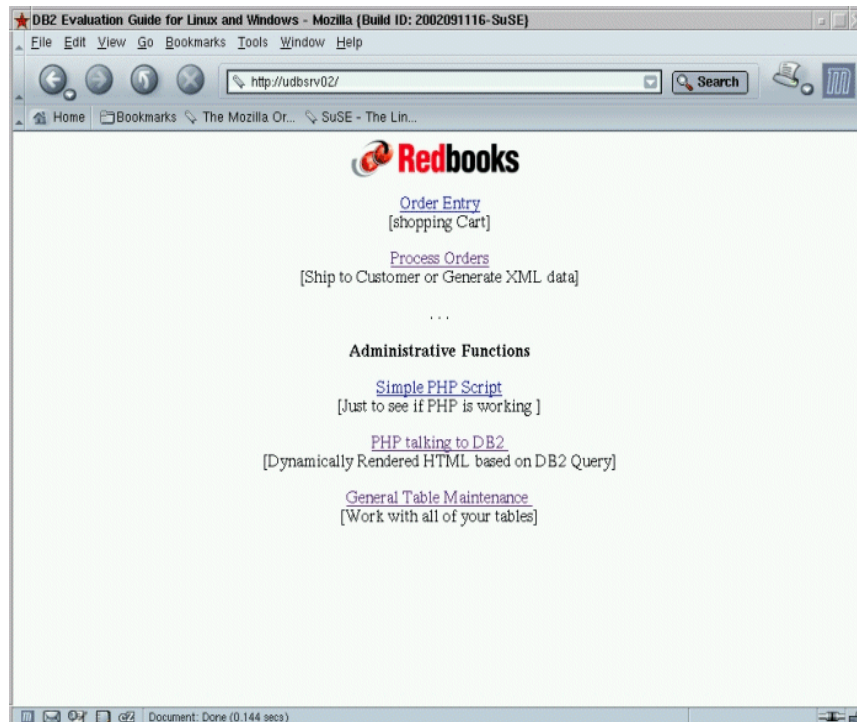 DB2 Evaluation Guide for Linux and Windows - Mozilla {Build ID: 2002091116-SuSE}
File Edit View Go Bookmarks Tools Window Help
http://udbsrv02/
Search
Home Bookmarks The Mozilla Or... SuSE - The Lin...
Redbooks
Order Entry
[shopping Cart]
Process Orders
[Ship to Customer or Generate XML data]
. . .
Administrative Functions
Simple PHP Script
[Just to see if PHP is working ]
PHP talking to DB2
[Dynamically Rendered HTML based on DB2 Query]
General Table Maintenance
[Work with all of your tables]
Document: Done (0.144 secs)